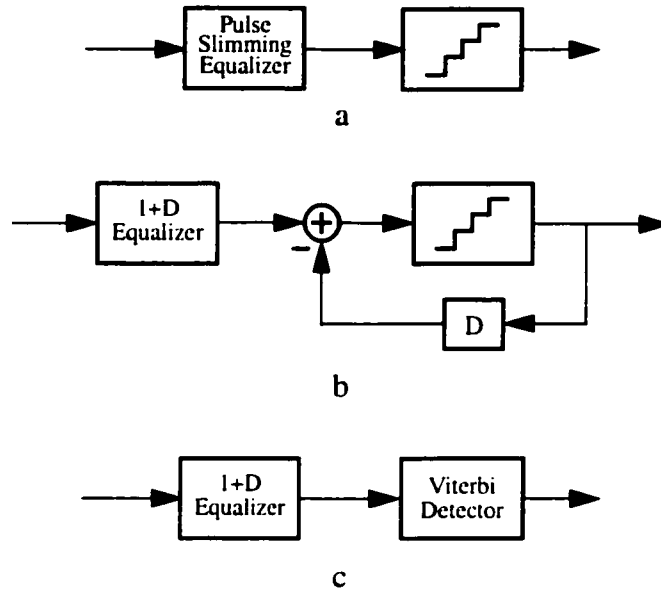 Pulse
Slimming
Equalizer
a
1+D
Equalizer
+
−
D
b
1+D
Equalizer
Viterbi
Detector
c